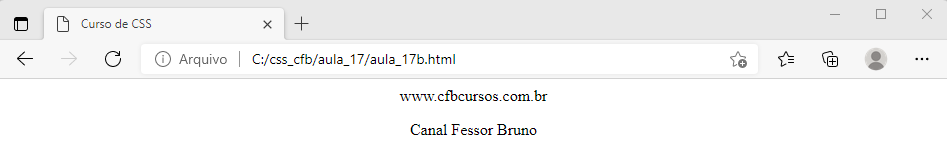 Curso de CSS
Arquivo C:/css_cfb/aula_17/aula_17b.html
www.cfbcursos.com.br
Canal Fessor Bruno